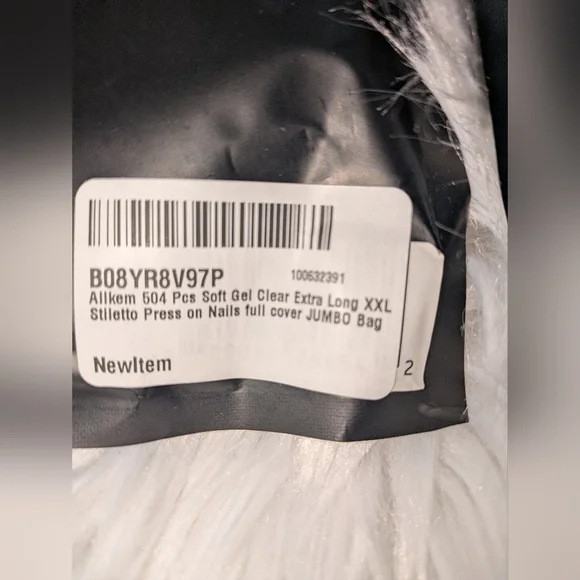 B08YR8V97P 100632391
Allkem 504 Pcs Soft Gel Clear Extra Long XXL
Stiletto Press on Nails full cover JUMBO Bag
NewItem
2